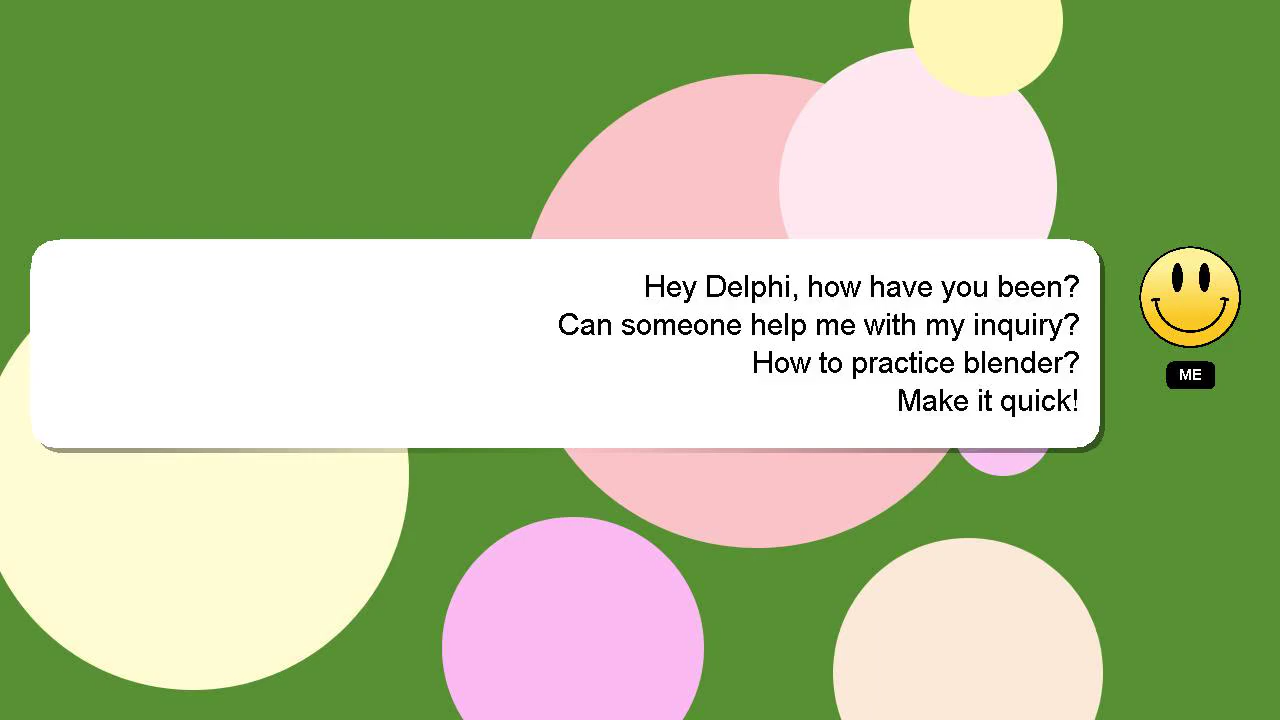 Hey Delphi, how have you been?
Can someone help me with my inquiry?
How to practice blender?
Make it quick!
ME